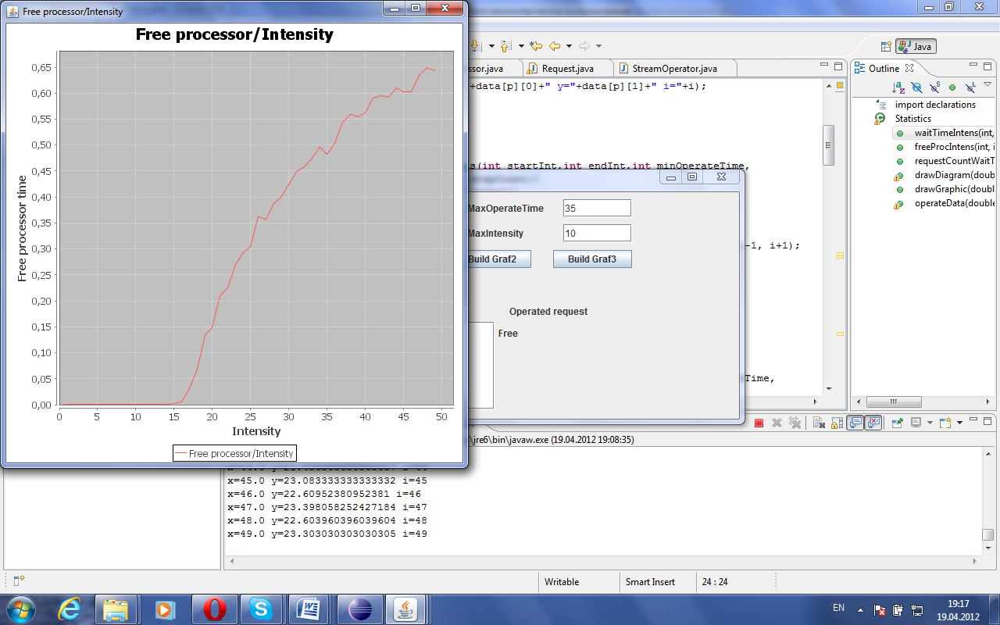 Free processor/Intensity
Free processor/Intensity
0,65
0,60
0,55
0,50
0,45
0,40
0,35
0,30
0,25
0,20
0,15
0,10
0,05
0,00
Free processor time
0 5 10 15 20 25 30 35 40 45 50
Intensity
Free processor/Intensity
Java
ssor.java Request.java StreamOperator.java
+data[p][0]+" y="+data[p][1]+" i="+i);
s(int startInt,int endInt,int minOperateTime,
-1, i+1);
Time,
MaxOperateTime 35
MaxIntensity 10
Build Graf2 Build Graf3
Operated request
Free
Outline
import declarations
Statistics
waitTimeIntens(int,
freeProcIntens(int, i
requestCountWaitT
drawDiagram(doub
drawGraphic(doubl
operateData(double
\jre6\bin\javaw.exe (19.04.2012 19:08:35)
x=45.0 y=23.083333333333332 i=45
x=46.0 y=22.60952380952381 i=46
x=47.0 y=23.398058252427184 i=47
x=48.0 y=22.603960396039604 i=48
x=49.0 y=23.303030303030305 i=49
Writable Smart Insert 24 : 24
EN
19:17
19.04.2012